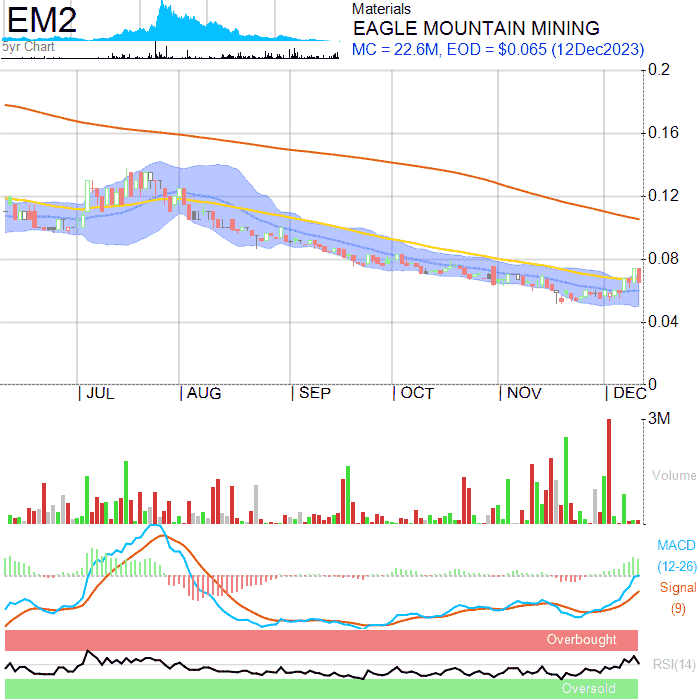 EM2
5yr Chart
Materials
EAGLE MOUNTAIN MINING
MC = 22.6M, EOD = $0.065 (12Dec2023)
0.2
0.16
0.12
0.08
0.04
0
JUL AUG SEP OCT NOV DEC
3M
Volume
MACD
(12-26)
Signal
(9)
Overbought
RSI(14)
Oversold